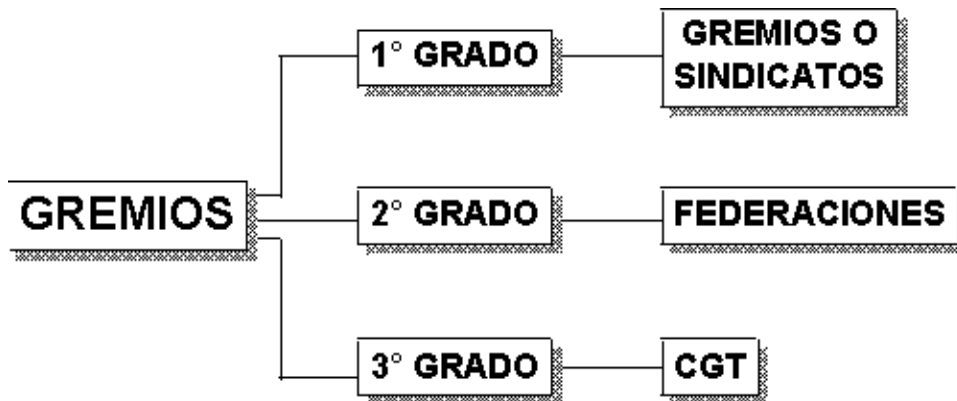 GREMIOS
1° GRADO
GREMIOS O
SINDICATOS
2° GRADO
FEDERACIONES
3° GRADO
CGT